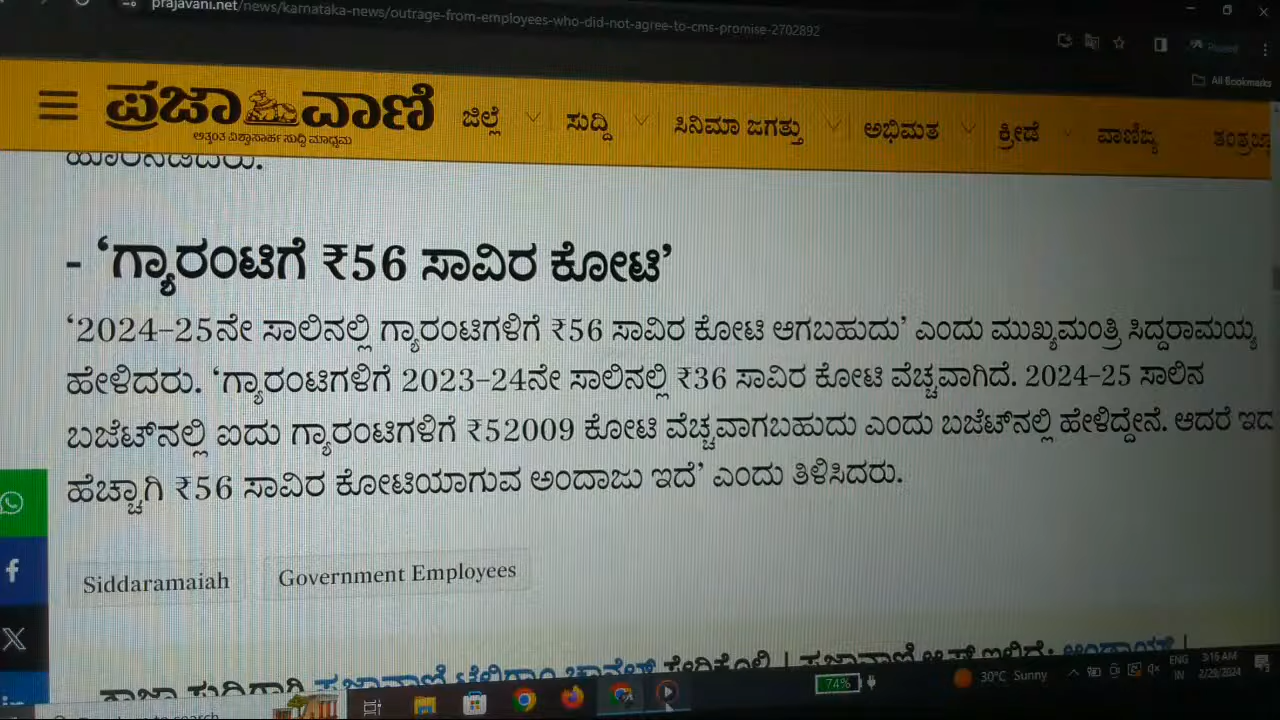 prajavani.net/news/karnataka-news/outrage-from-employees-who-did-not-agree-to-cms-promise-2702892
All Bookmarks
ಪ್ರಜಾವಾಣಿ
ಅತ್ಯಂತ ವಿಶ್ವಾಸಾರ್ಹ ಸುದ್ದಿ ಮಾಧ್ಯಮ
ಜಿಲ್ಲೆ ಸುದ್ದಿ ಸಿನಿಮಾ ಜಗತ್ತು ಅಭಿಮತ ಕ್ರೀಡೆ ವಾಣಿಜ್ಯ
- ‘ಗ್ಯಾರಂಟಿಗೆ ₹56 ಸಾವಿರ ಕೋಟಿ’
‘2024–25ನೇ ಸಾಲಿನಲ್ಲಿ ಗ್ಯಾರಂಟಿಗಳಿಗೆ ₹56 ಸಾವಿರ ಕೋಟಿ ಆಗಬಹುದು’ ಎಂದು ಮುಖ್ಯಮಂತ್ರಿ ಸಿದ್ದರಾಮಯ್ಯ
ಹೇಳಿದರು. ‘ಗ್ಯಾರಂಟಿಗಳಿಗೆ 2023–24ನೇ ಸಾಲಿನಲ್ಲಿ ₹36 ಸಾವಿರ ಕೋಟಿ ವೆಚ್ಚವಾಗಿದೆ. 2024–25 ಸಾಲಿನ
ಬಜೆಟ್‌ನಲ್ಲಿ ಐದು ಗ್ಯಾರಂಟಿಗಳಿಗೆ ₹52009 ಕೋಟಿ ವೆಚ್ಚವಾಗಬಹುದು ಎಂದು ಬಜೆಟ್‌ನಲ್ಲಿ ಹೇಳಿದ್ದೇನೆ. ಆದರೆ ಇದ
ಹೆಚ್ಚಾಗಿ ₹56 ಸಾವಿರ ಕೋಟಿಯಾಗುವ ಅಂದಾಜು ಇದೆ’ ಎಂದು ತಿಳಿಸಿದರು.
Siddaramaiah Government Employees
74% 30°C Sunny ENG IN 3:16 AM 2/29/2024